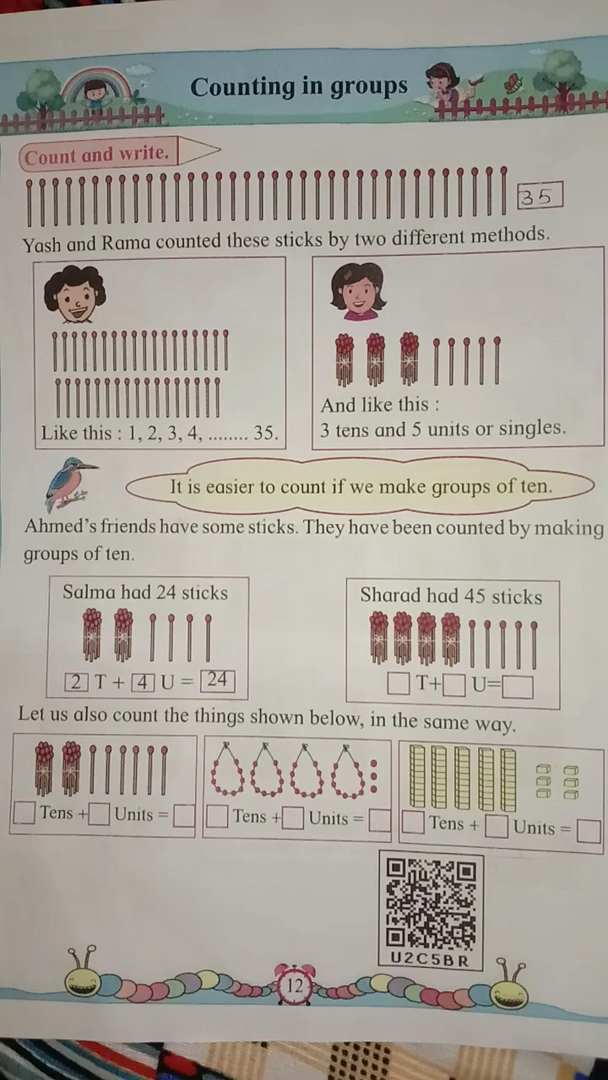 Counting in groups
Count and write.
35
Yash and Rama counted these sticks by two different methods.
Like this : 1, 2, 3, 4, ........ 35.
And like this :
3 tens and 5 units or singles.
It is easier to count if we make groups of ten.
Ahmed's friends have some sticks. They have been counted by making
groups of ten.
Salma had 24 sticks
2 T + 4 U = 24
Sharad had 45 sticks
T+ U=
Let us also count the things shown below, in the same way.
Tens + Units =
Tens + Units =
Tens + Units =
U2C5BR
12